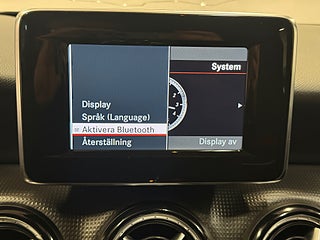 System
Display
Språk (Language)
Aktivera Bluetooth
Återställning
Display av